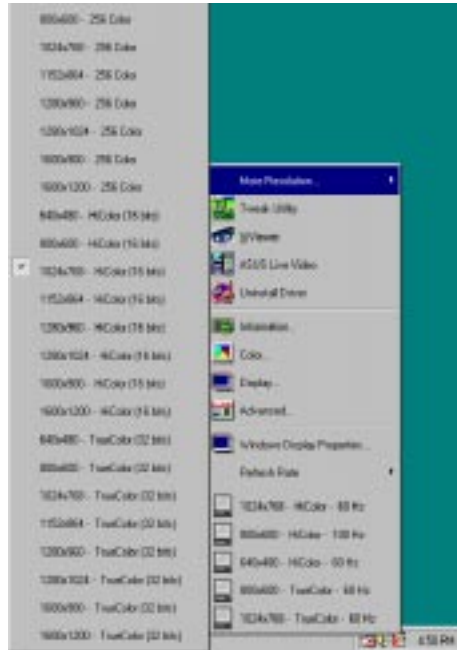 800x600 - 256 Color
1024x768 - 256 Color
1152x864 - 256 Color
1280x960 - 256 Color
1280x1024 - 256 Color
1600x900 - 256 Color
1600x1200 - 256 Color
640x480 - HiColor (16 bits)
800x600 - HiColor (16 bits)
1024x768 - HiColor (16 bits)
1152x864 - HiColor (16 bits)
1280x960 - HiColor (16 bits)
1280x1024 - HiColor (16 bits)
1600x900 - HiColor (16 bits)
1600x1200 - HiColor (16 bits)
640x480 - TrueColor (32 bits)
800x600 - TrueColor (32 bits)
1024x768 - TrueColor (32 bits)
1152x864 - TrueColor (32 bits)
1280x960 - TrueColor (32 bits)
1280x1024 - TrueColor (32 bits)
1600x900 - TrueColor (32 bits)
1600x1200 - TrueColor (32 bits)
More Resolution...
Tweak Utility
Viewer
ASUS Live Video
Uninstall Driver
Information...
Color...
Display...
Advanced...
Windows Display Properties...
Refresh Rate
1024x768 - HiColor - 60 Hz
800x600 - HiColor - 100 Hz
640x480 - HiColor - 60 Hz
800x600 - TrueColor - 60 Hz
1024x768 - TrueColor - 60 Hz
4:50 PM